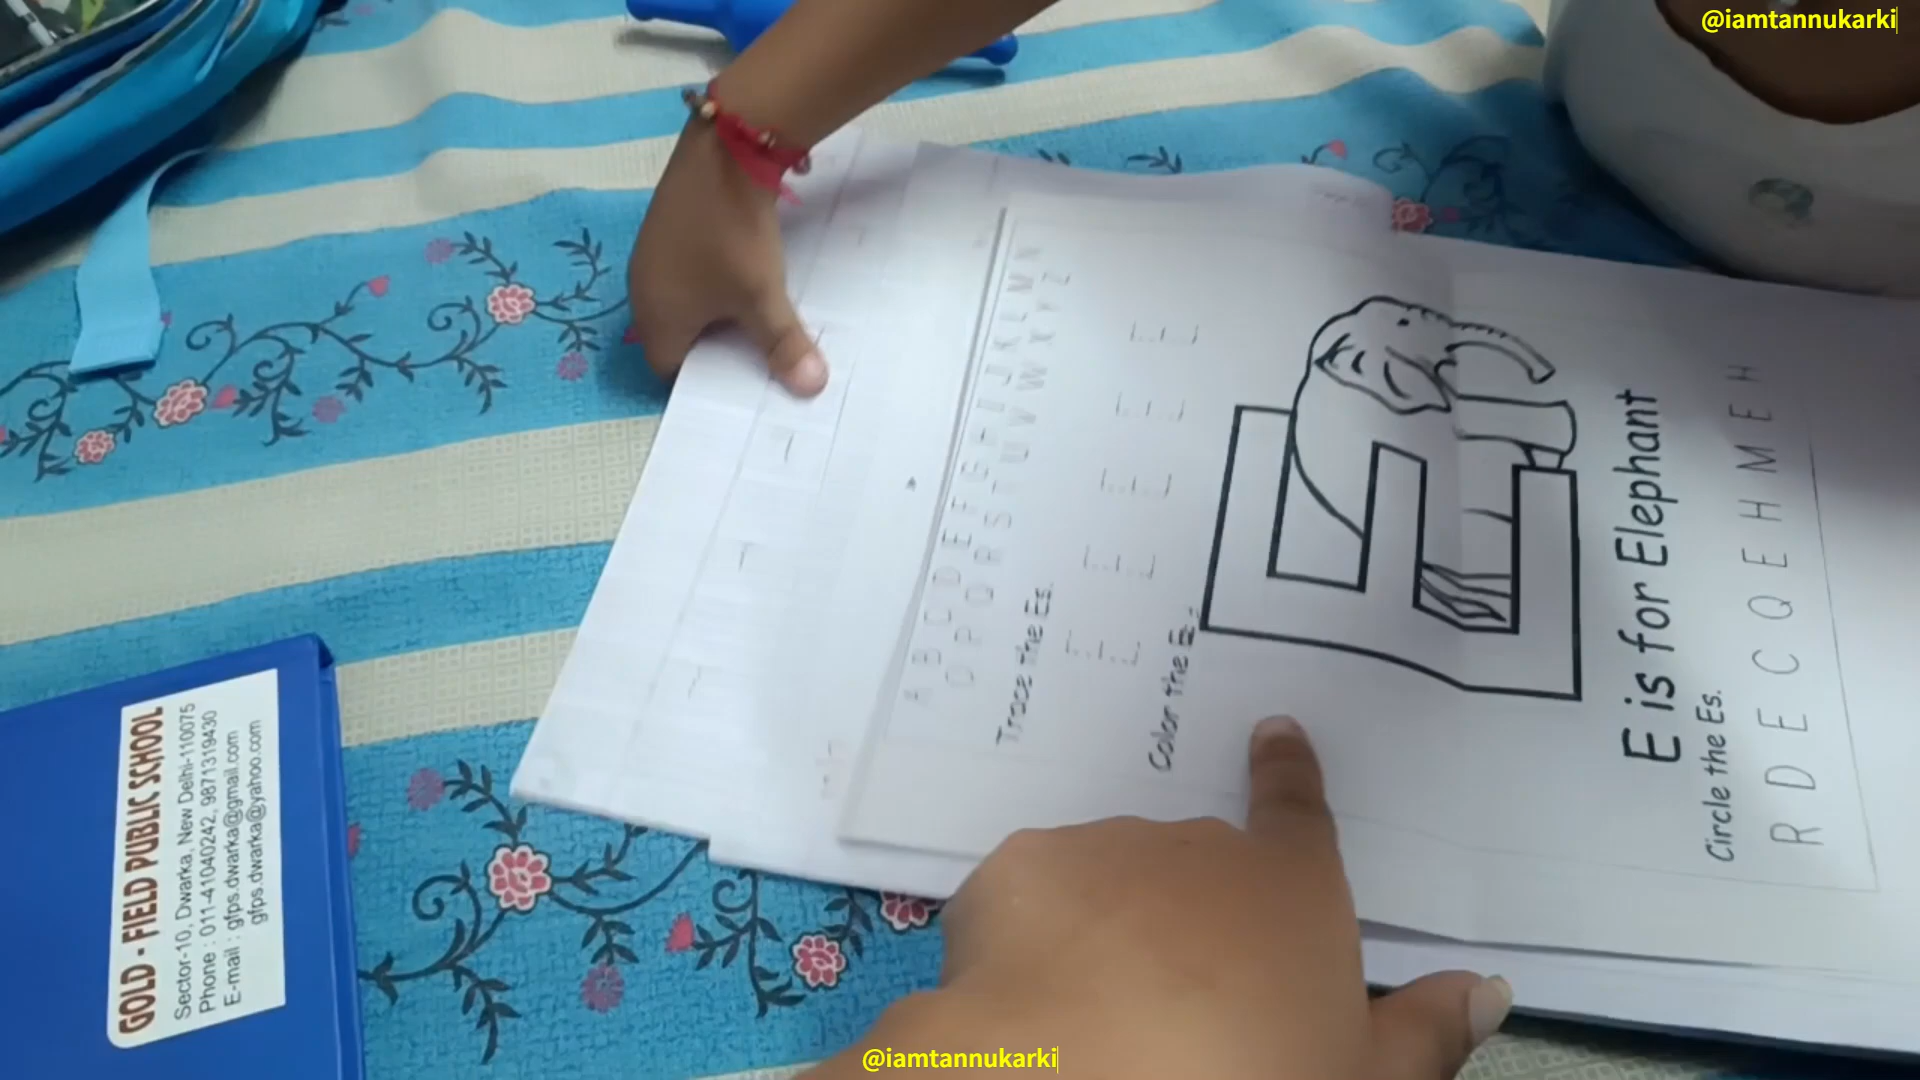 @iamtannukarki
GOLD - FIELD PUBLIC SCHOOL
Sector-10, Dwarka, New Delhi-110075
Phone : 011-41040242, 9871319430
E-mail : gfps.dwarka@gmail.com
gfps.dwarka@yahoo.com
A B C D E F G H I J K L M N
O P Q R S T U V W X Y Z
Trace the Es.
E E E E E
Color the E.
E
E is for Elephant
Circle the Es.
R D E C Q E H M E H
@iamtannukarki